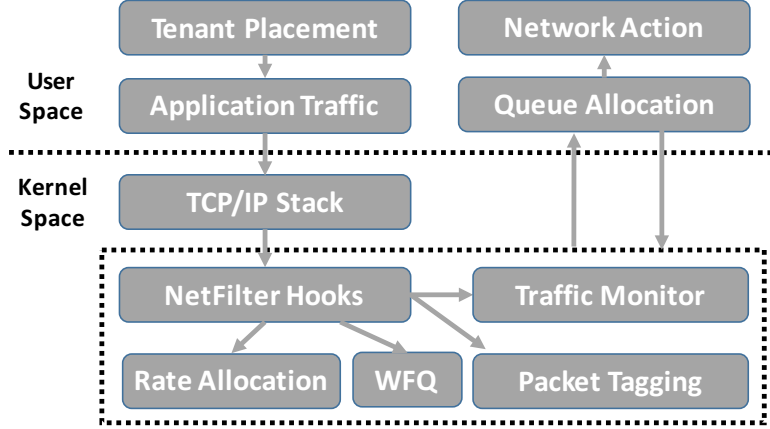 Tenant Placement
Network Action
User
Space
Application Traffic
Queue Allocation
Kernel
Space
TCP/IP Stack
NetFilter Hooks
Traffic Monitor
Rate Allocation
WFQ
Packet Tagging